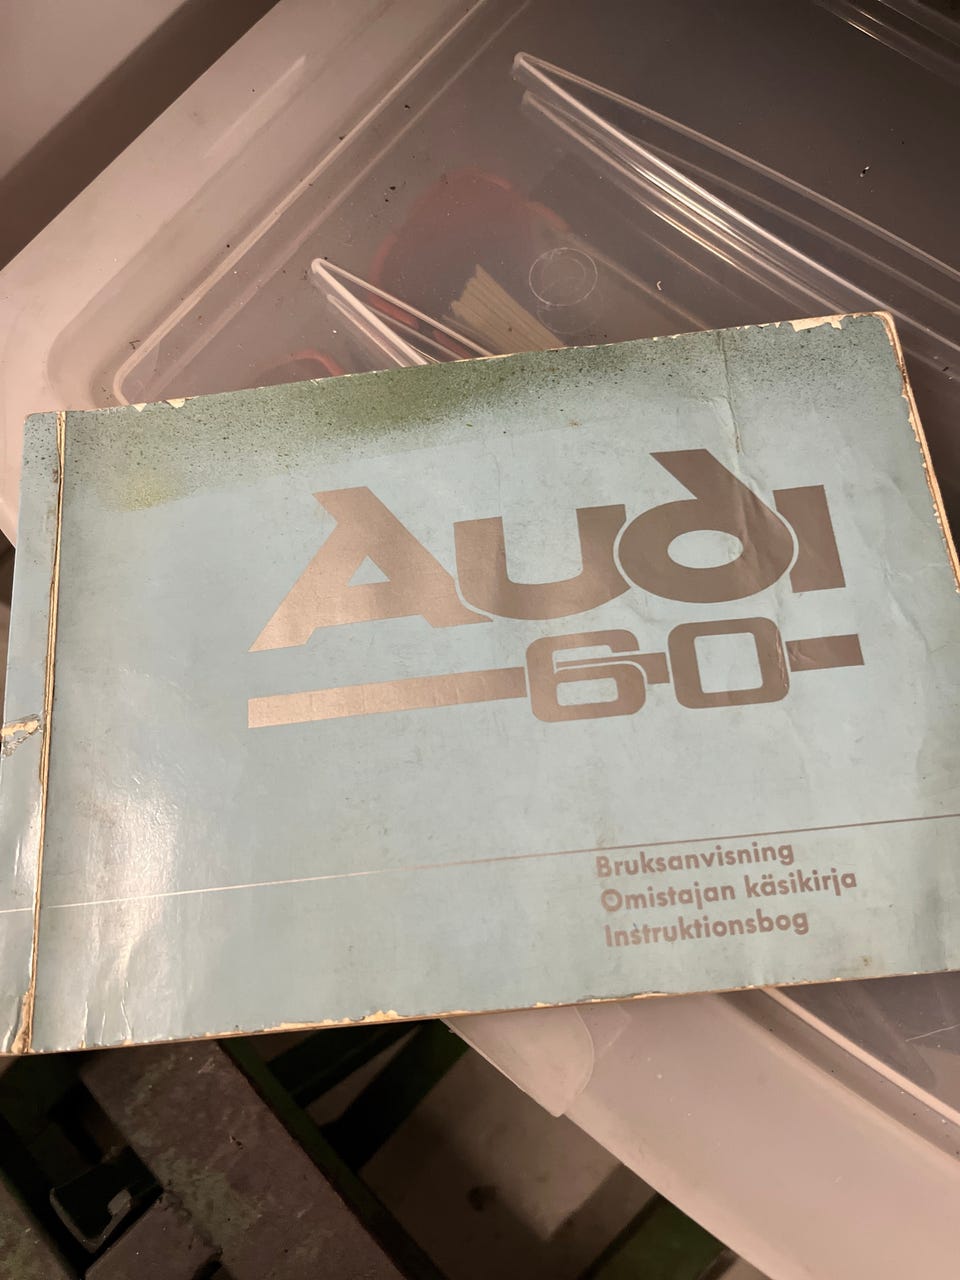 Audi
60
Bruksanvisning
Omistajan käsikirja
Instruktionsbog